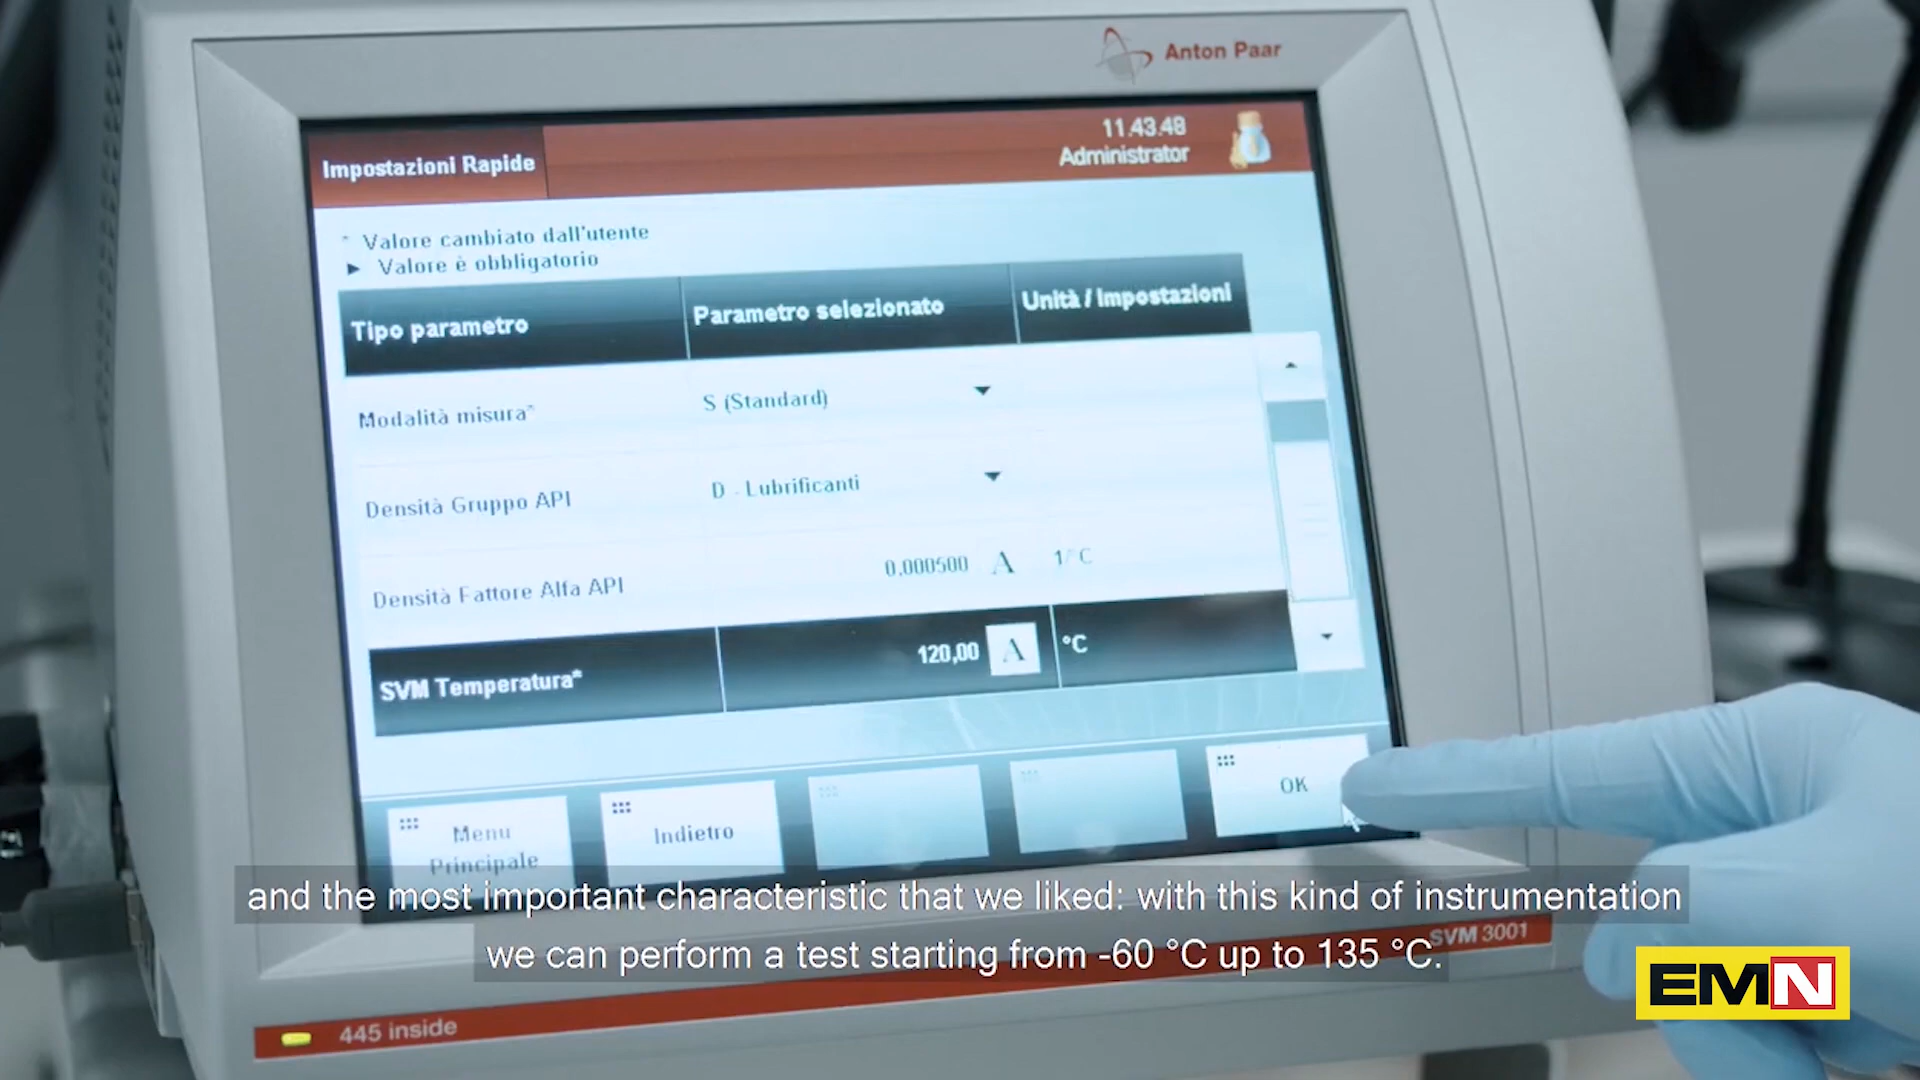 Anton Paar
11.43.48
Impostazioni Rapide
Administrator
* Valore cambiato dall'utente
► Valore è obbligatorio
Tipo parametro
Parametro selezionato
Unità / Impostazioni
Modalità misura*
S (Standard)
Densità Gruppo API
D - Lubrificanti
Densità Fattore Alfa API
0,000500
A
1/°C
SVM Temperatura*
120,00
A
°C
Menu
Principale
Indietro
OK
and the most important characteristic that we liked: with this kind of instrumentation
we can perform a test starting from -60 °C up to 135 °C.
SVM 3001
EMN
445 inside